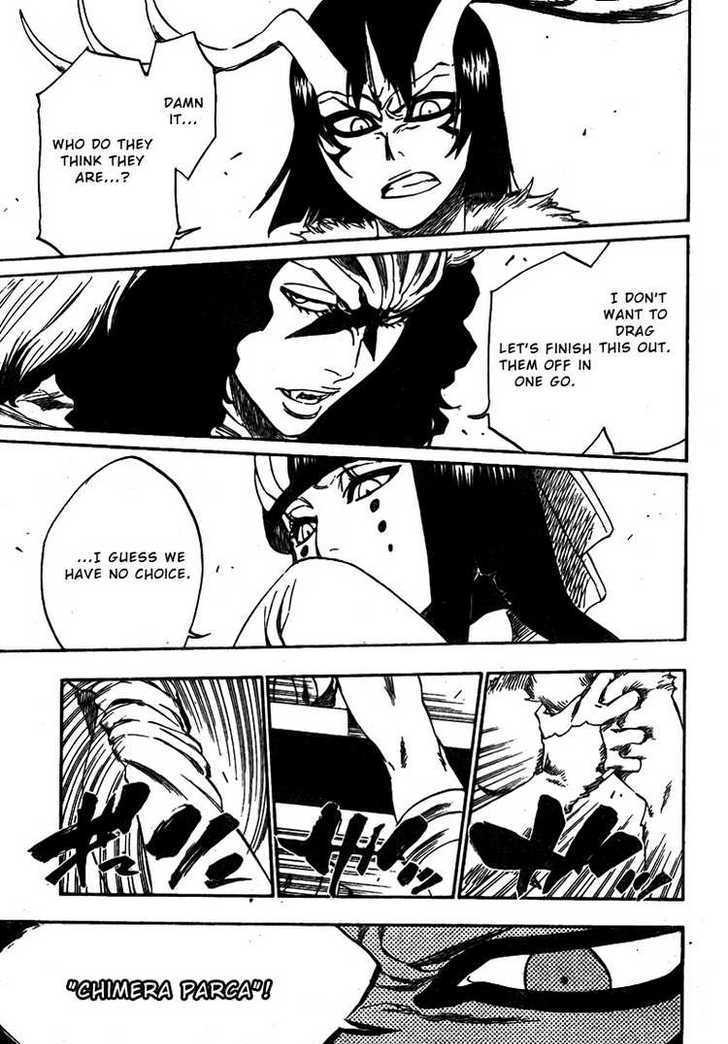 DAMN
IT...
WHO DO THEY
THINK THEY
ARE...?
I DON'T
WANT TO
DRAG
THIS OUT.
LET'S FINISH
THEM OFF IN
ONE GO.
...I GUESS WE
HAVE NO CHOICE.
"CHIMERA PARCA"!